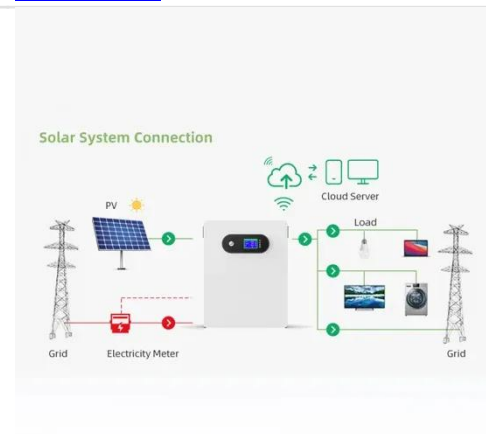 Solar System Connection
PV
Cloud Server
Load
Grid
Electricity Meter
Grid